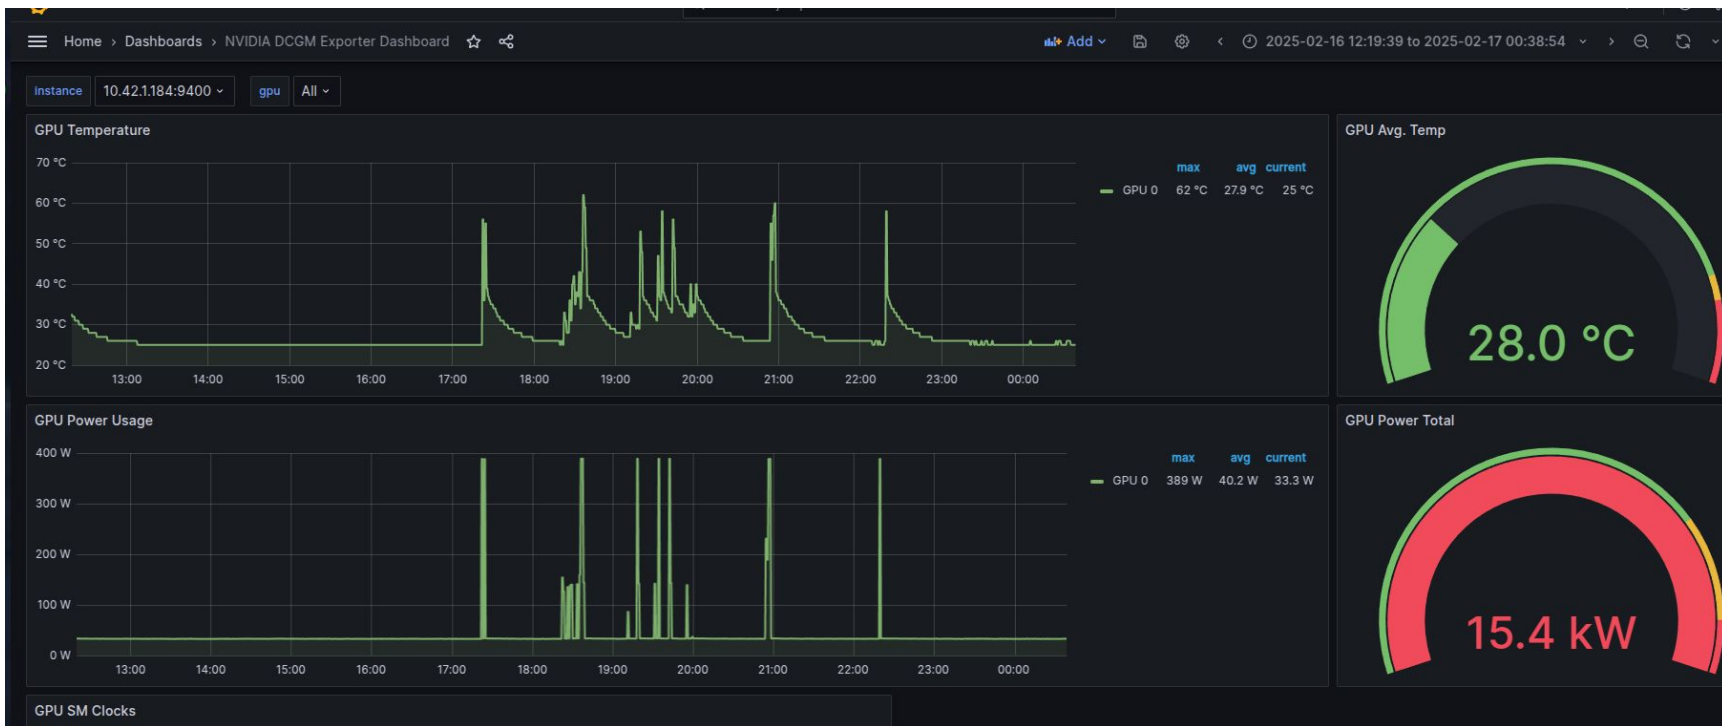 Home › Dashboards › NVIDIA DCGM Exporter Dashboard
Add
2025-02-16 12:19:39 to 2025-02-17 00:38:54
instance 10.42.1.184:9400 gpu All
GPU Temperature
70 °C
60 °C
50 °C
40 °C
30 °C
20 °C
13:00 14:00 15:00 16:00 17:00 18:00 19:00 20:00 21:00 22:00 23:00 00:00
max avg current
GPU 0 62 °C 27.9 °C 25 °C
GPU Avg. Temp
28.0 °C
GPU Power Usage
400 W
300 W
200 W
100 W
0 W
13:00 14:00 15:00 16:00 17:00 18:00 19:00 20:00 21:00 22:00 23:00 00:00
max avg current
GPU 0 389 W 40.2 W 33.3 W
GPU Power Total
15.4 kW
GPU SM Clocks